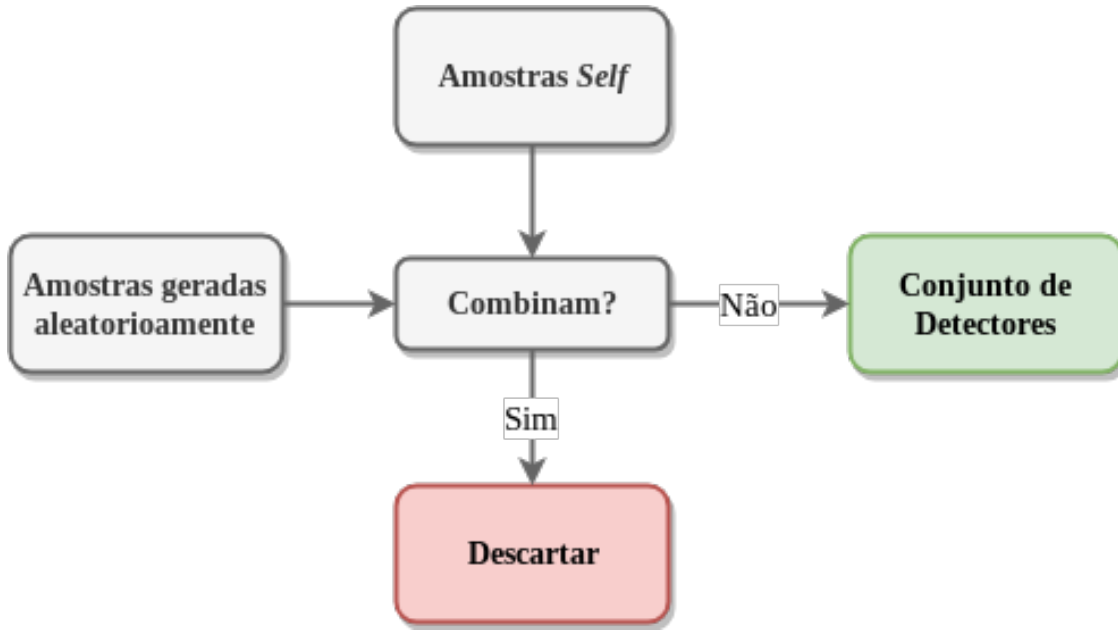 Amostras Self
Amostras geradas
aleatorioamente
Combinam?
Não
Conjunto de
Detectores
Sim
Descartar